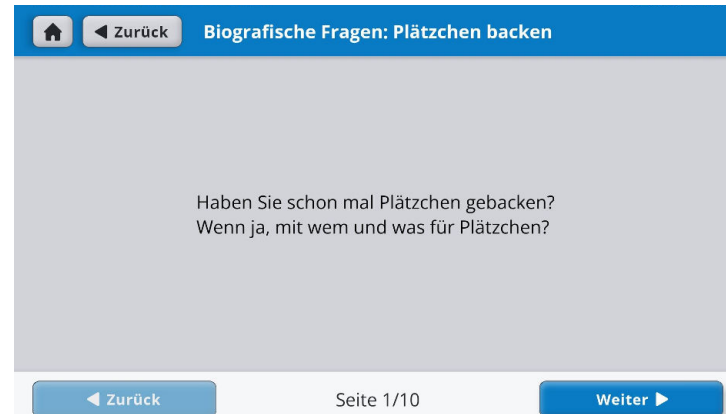 Zurück
Biografische Fragen: Plätzchen backen
Haben Sie schon mal Plätzchen gebacken?
Wenn ja, mit wem und was für Plätzchen?
Zurück
Seite 1/10
Weiter